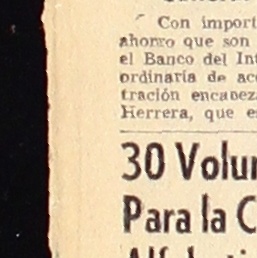 Con import
ahorro que son
el Banco del Int
ordinaria de ac
tración encabez
Herrera, que e
30 Volu
Para la C